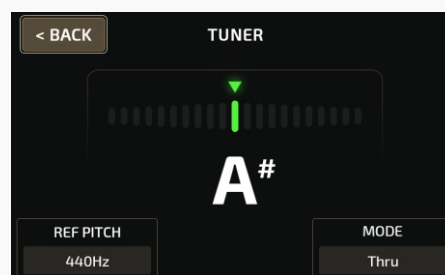 < BACK
TUNER
A#
REF PITCH
MODE
440Hz
Thru